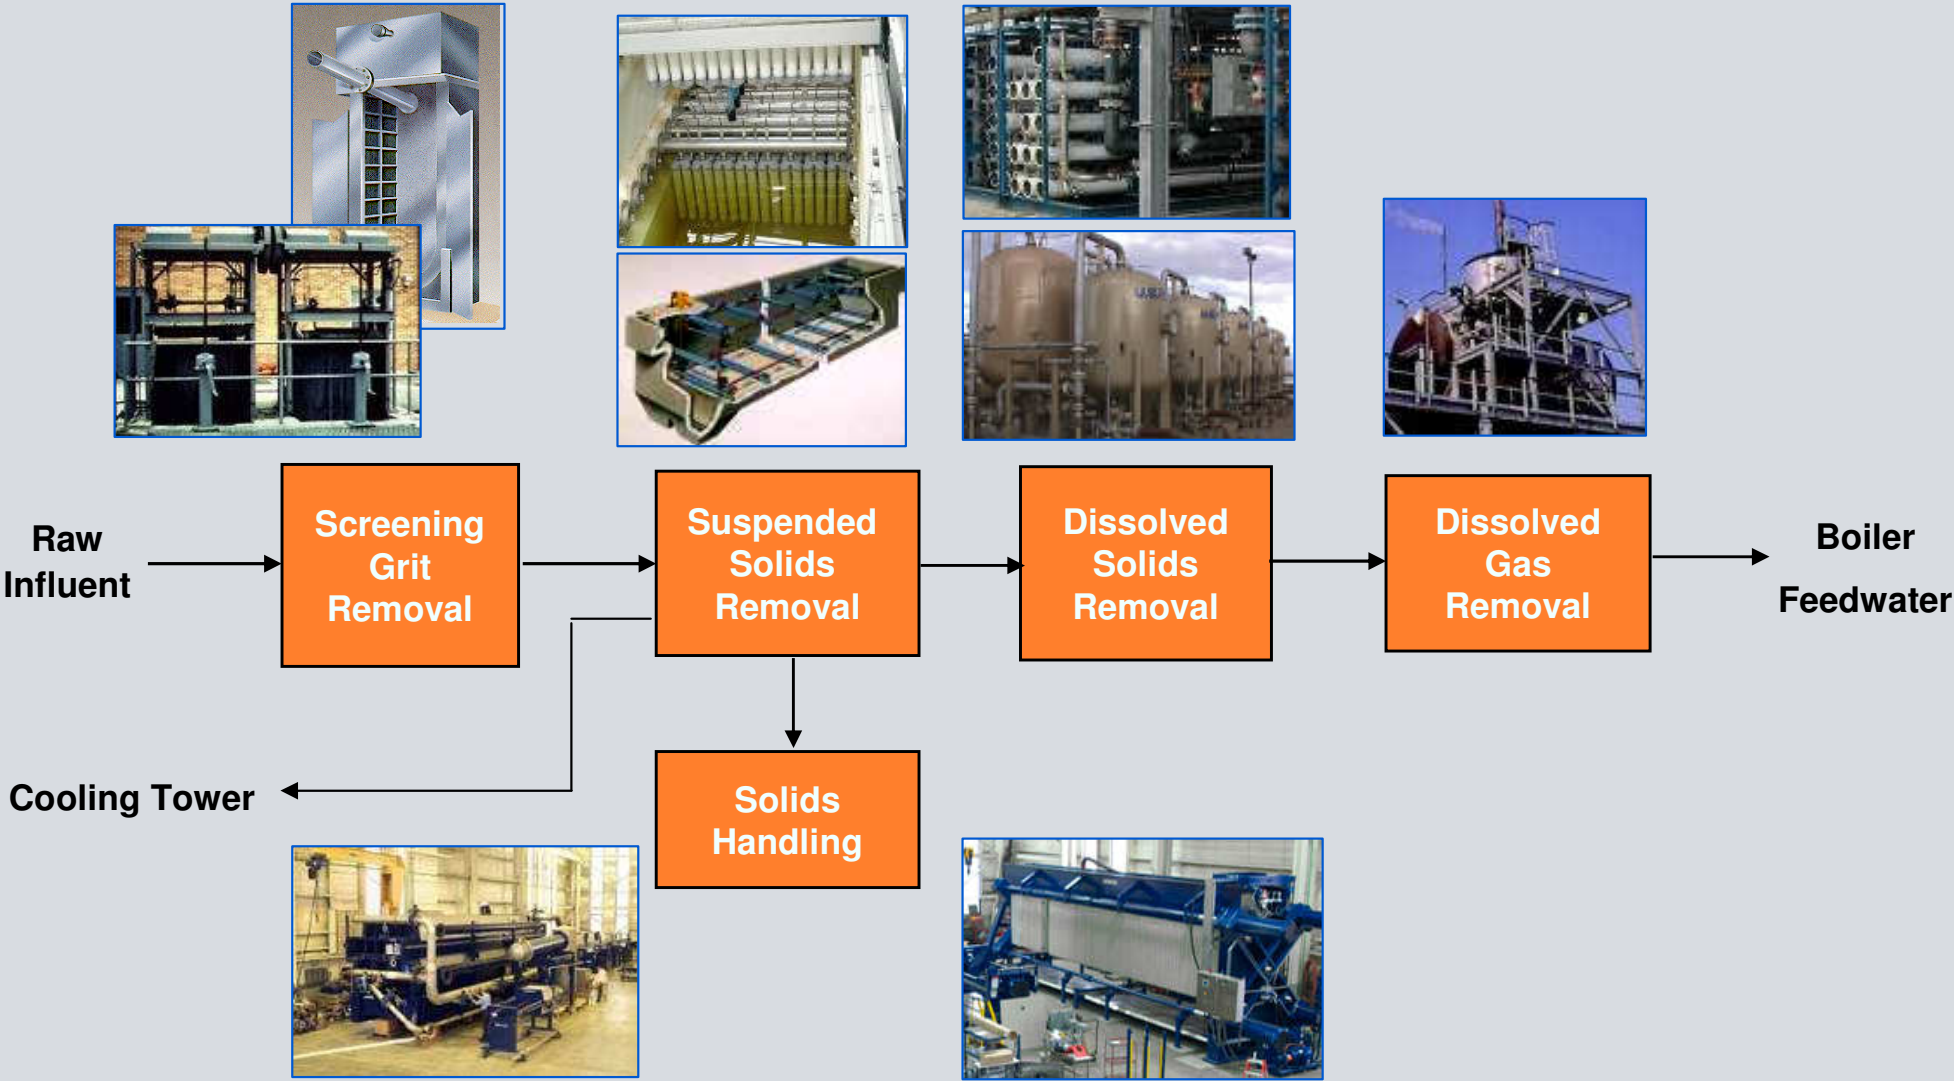 Screening
Grit
Removal
Suspended
Solids
Removal
Dissolved
Solids
Removal
Dissolved
Gas
Removal
Raw
Influent
Boiler
Feedwater
Cooling Tower
Solids
Handling